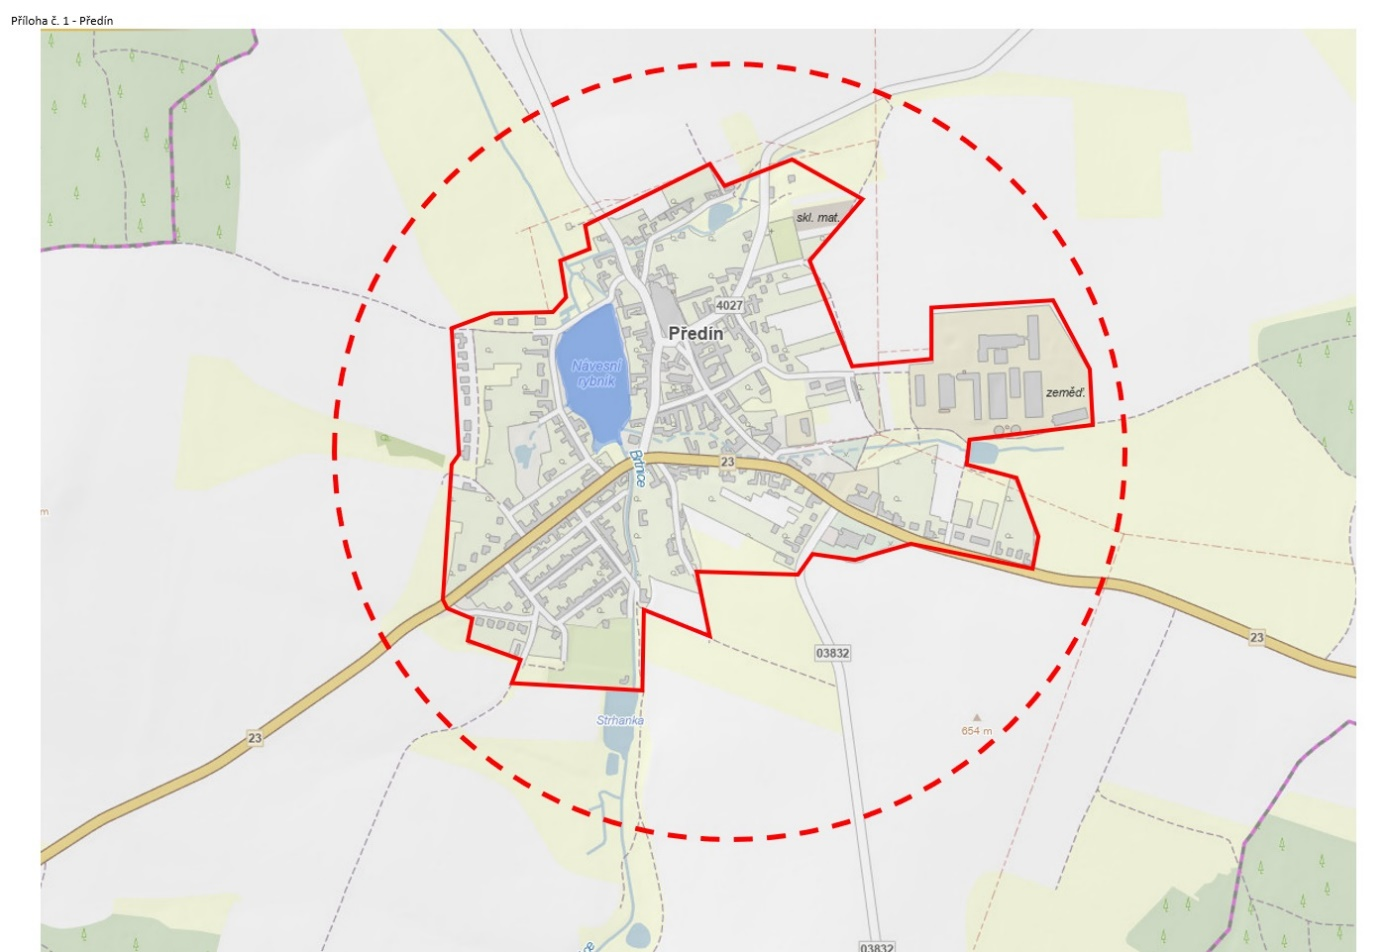 Příloha č. 1 - Předín
skl. mat.
4027
Předín
Návesní
rybník
zeměď.
Brtnice
23
m
03832
23
Strhanka
654 m
23
03832